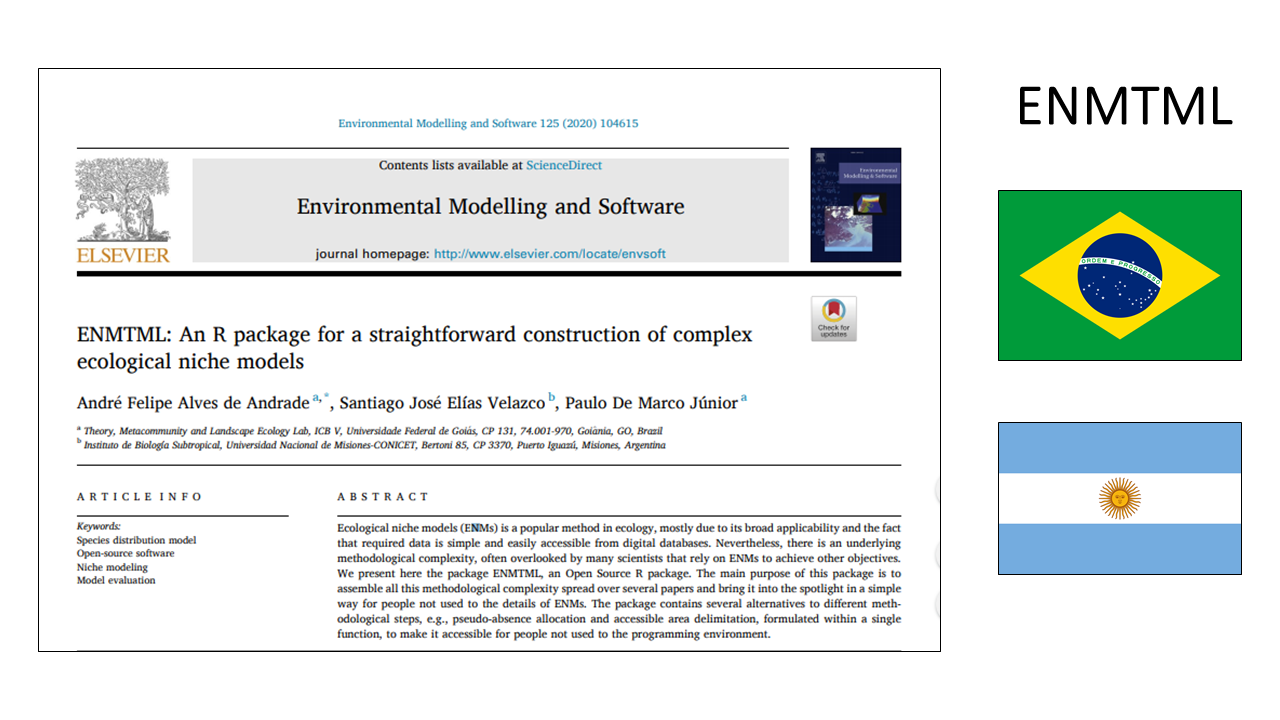 Environmental Modelling and Software 125 (2020) 104615
Contents lists available at ScienceDirect
Environmental Modelling and Software
journal homepage: http://www.elsevier.com/locate/envsoft
ELSEVIER
Environmental
Modelling & Software
Check for
updates
ENMTML: An R package for a straightforward construction of complex
ecological niche models
André Felipe Alves de Andrade a,*, Santiago José Elías Velazco b, Paulo De Marco Júnior a
a Theory, Metacommunity and Landscape Ecology Lab, ICB V, Universidade Federal de Goiás, CP 131, 74.001-970, Goiânia, GO, Brazil
b Instituto de Biología Subtropical, Universidad Nacional de Misiones-CONICET, Bertoni 85, CP 3370, Puerto Iguazú, Misiones, Argentina
ARTICLE INFO
Keywords:
Species distribution model
Open-source software
Niche modeling
Model evaluation
ABSTRACT
Ecological niche models (ENMs) is a popular method in ecology, mostly due to its broad applicability and the fact
that required data is simple and easily accessible from digital databases. Nevertheless, there is an underlying
methodological complexity, often overlooked by many scientists that rely on ENMs to achieve other objectives.
We present here the package ENMTML, an Open Source R package. The main purpose of this package is to
assemble all this methodological complexity spread over several papers and bring it into the spotlight in a simple
way for people not used to the details of ENMs. The package contains several alternatives to different meth-
odological steps, e.g., pseudo-absence allocation and accessible area delimitation, formulated within a single
function, to make it accessible for people not used to the programming environment.
ENMTML
ORDEM E PROGRESSO